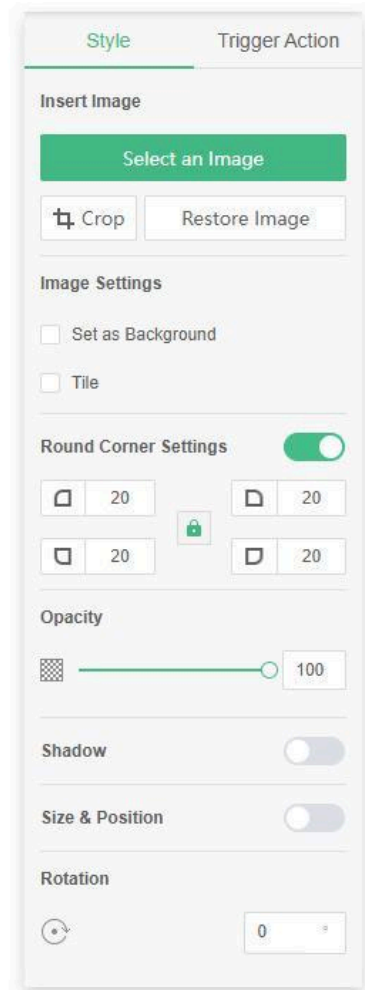 Style Trigger Action
Insert Image
Select an Image
Crop Restore Image
Image Settings
Set as Background
Tile
Round Corner Settings
20 20
20 20
Opacity
100
Shadow
Size & Position
Rotation
0 °